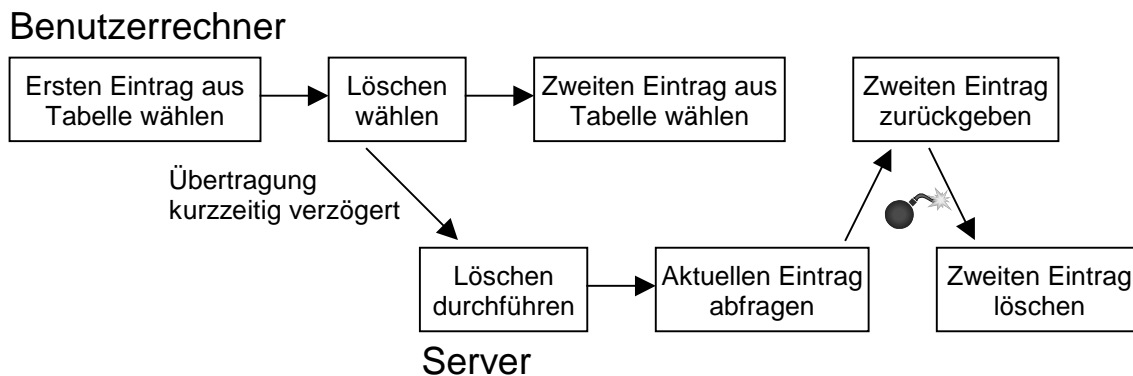 Benutzerrechner
Ersten Eintrag aus
Tabelle wählen
Löschen
wählen
Zweiten Eintrag aus
Tabelle wählen
Zweiten Eintrag
zurückgeben
Übertragung
kurzzeitig verzögert
Löschen
durchführen
Aktuellen Eintrag
abfragen
Zweiten Eintrag
löschen
Server